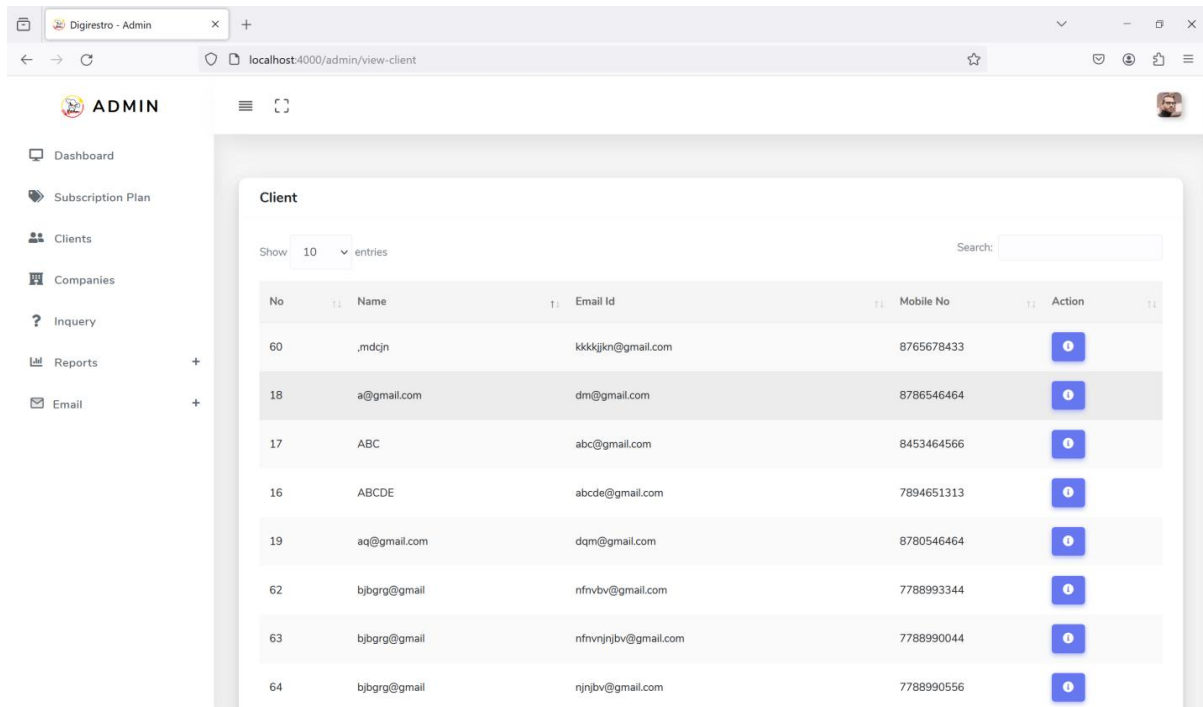 Digirestro - Admin
localhost:4000/admin/view-client
ADMIN
Dashboard
Subscription Plan
Clients
Companies
Inquery
Reports +
Email +
Client
Show 10 entries Search:
No Name Email Id Mobile No Action
60 ,mdcjn kkkkjjkn@gmail.com 8765678433
18 a@gmail.com dm@gmail.com 8786546464
17 ABC abc@gmail.com 8453464566
16 ABCDE abcde@gmail.com 7894651313
19 aq@gmail.com dqm@gmail.com 8780546464
62 bjbgrg@gmail nfnvbv@gmail.com 7788993344
63 bjbgrg@gmail nfnvnjnjbv@gmail.com 7788990044
64 bjbgrg@gmail njnjbv@gmail.com 7788990556